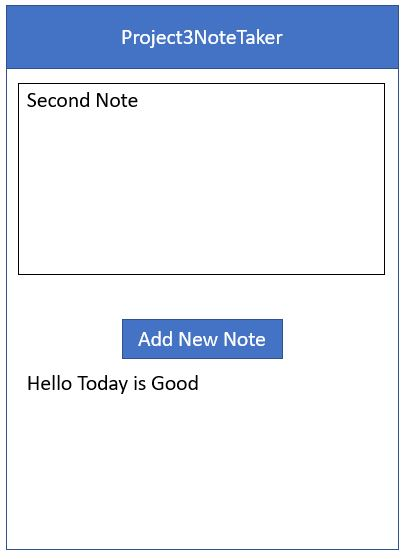 Project3NoteTaker
Second Note
Add New Note
Hello Today is Good